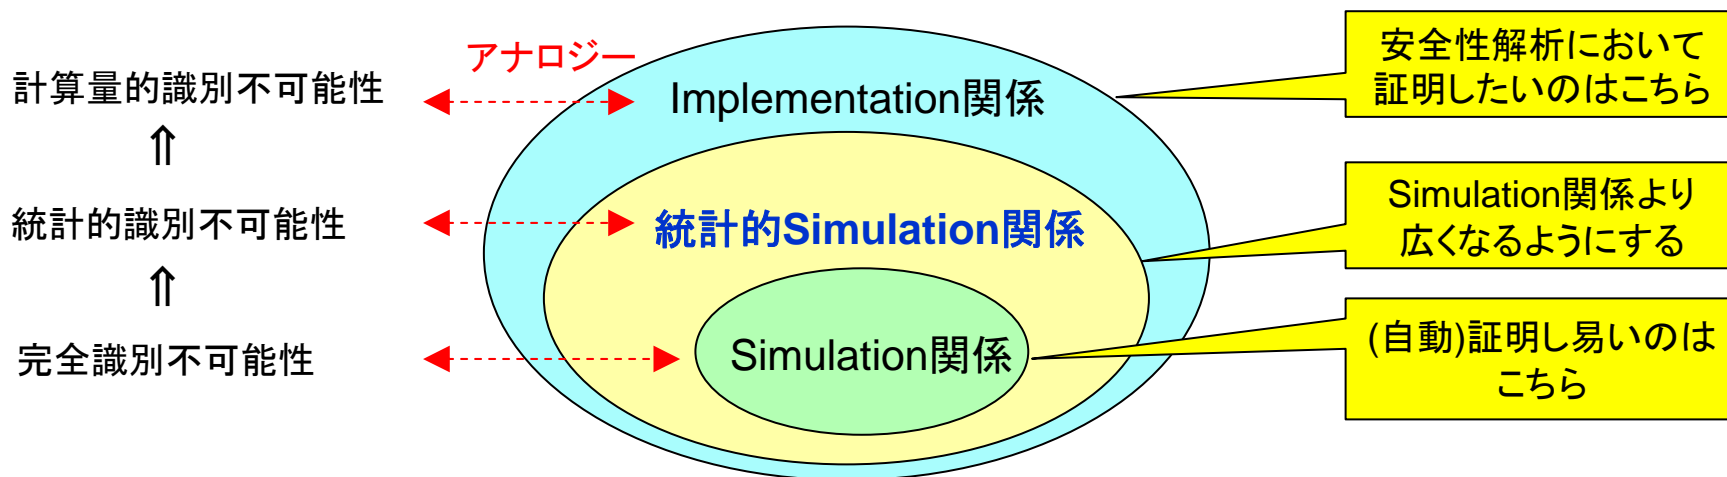 アナロジー
計算量的識別不可能性
⇑
統計的識別不可能性
⇑
完全識別不可能性
Implementation関係
統計的Simulation関係
Simulation関係
安全性解析において
証明したいのはこちら
Simulation関係より
広くなるようにする
(自動)証明し易いのは
こちら